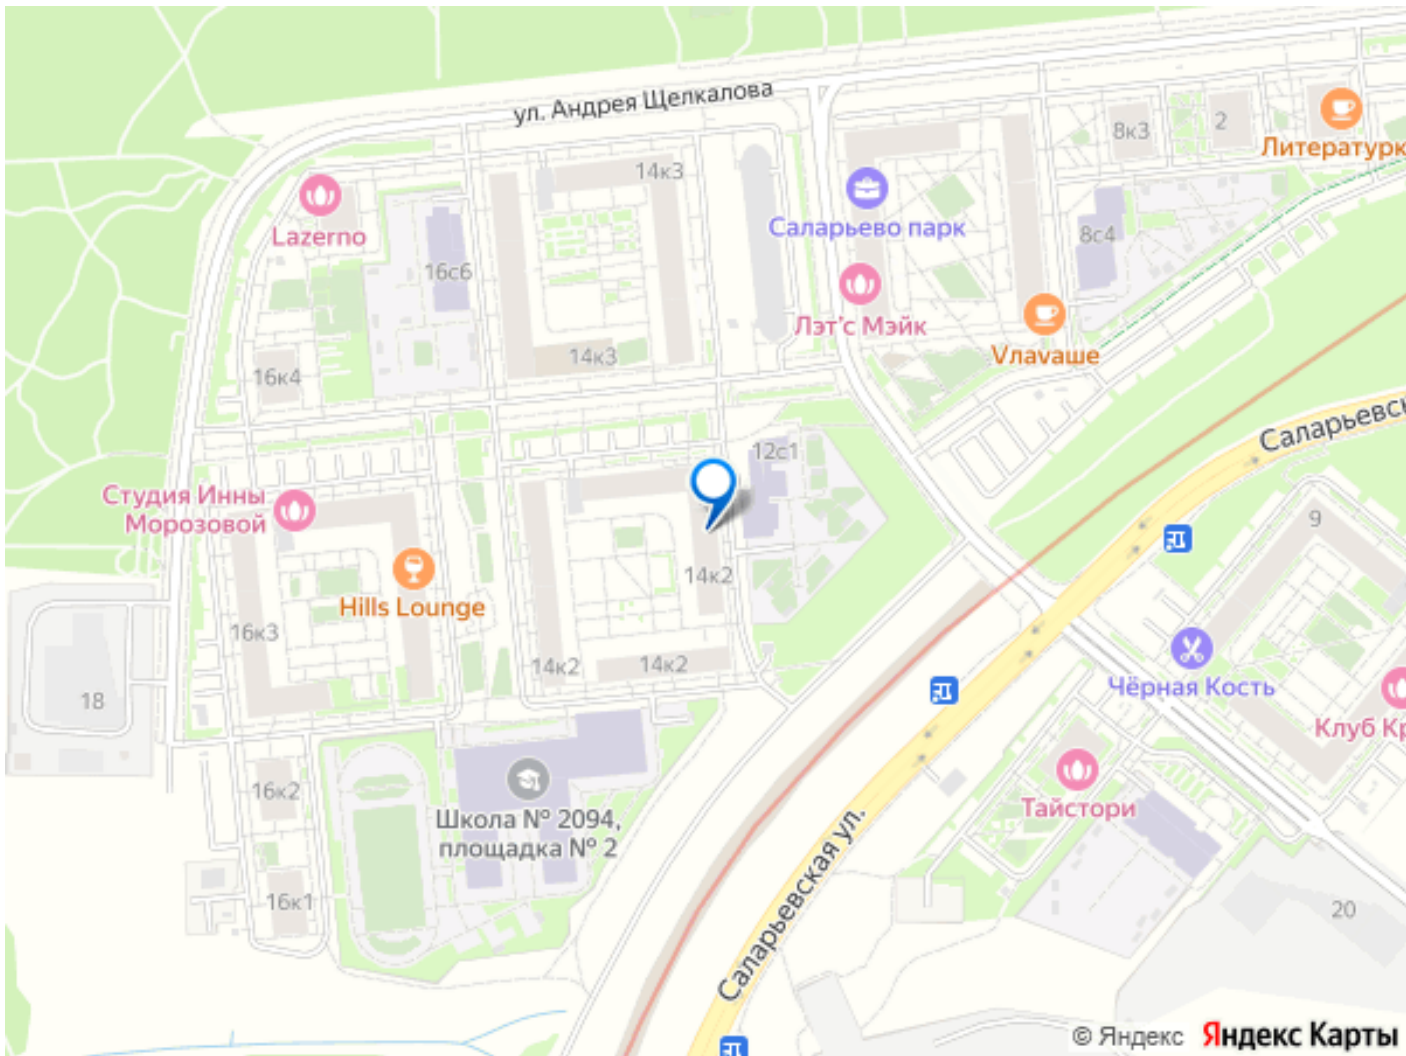 ул. Андрея Щелкалова
8к3
2
Литературк
14к3
Lazerno
Саларьево парк
8с4
16с6
Лэт'с Мэйк
14к3
Vлаvаше
16к4
Саларьевск
12с1
Студия Инны
Морозовой
9
14к2
Hills Lounge
16к3
14к2
14к2
Чёрная Кость
18
Клуб Кр
16к2
Школа № 2094,
площадка № 2
Тайстори
Саларьевская ул.
16к1
20
© Яндекс Яндекс Карты